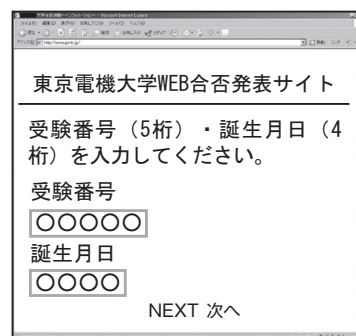 東京電機大学WEB合否発表サイト
受験番号（5桁）・誕生月日（4
桁）を入力してください。
受験番号
○○○○○
誕生月日
○○○○
NEXT 次へ